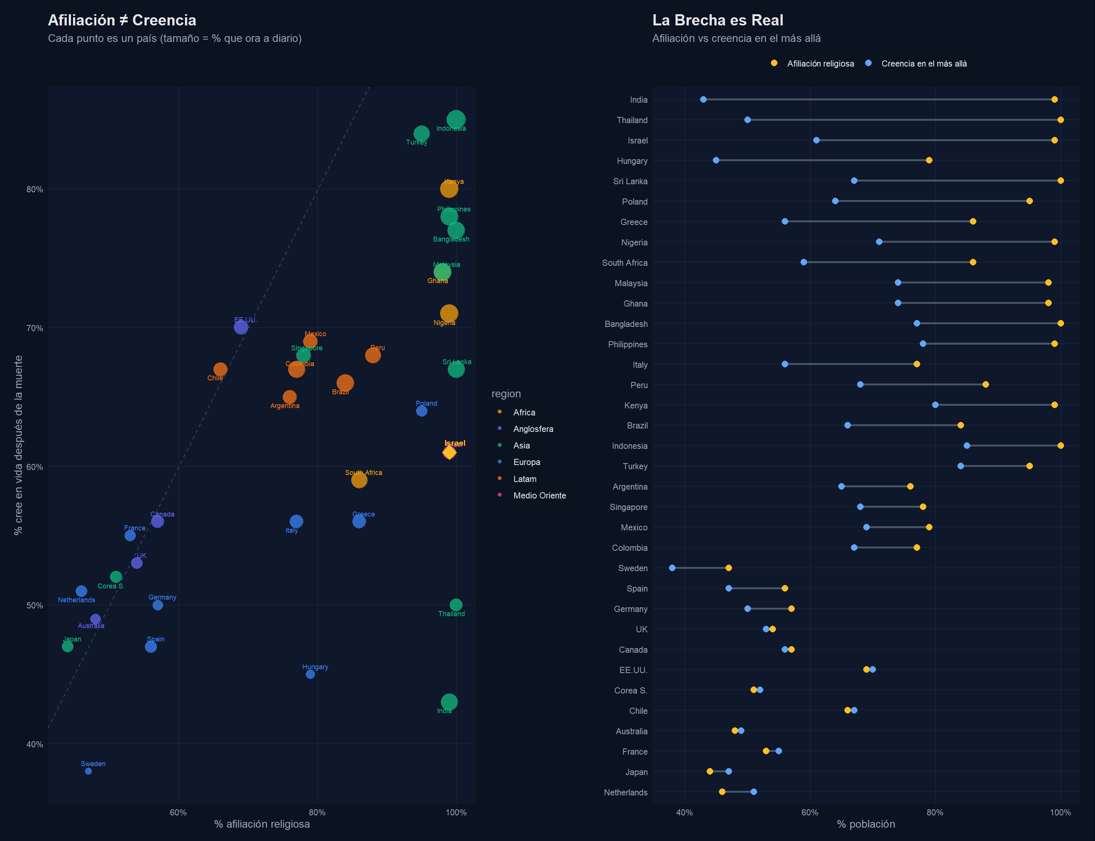 Afiliación ≠ Creencia
Cada punto es un país (tamaño = % que ora a diario)
% cree en vida después de la muerte
80%
70%
60%
50%
40%
Indonesia
Turkey
Kenya
Philippines
Bangladesh
Malaysia
Ghana
Nigeria
EE.UU.
Mexico
Singapore
Peru
Colombia
Sri Lanka
Chile
Brazil
Argentina
Poland
Israel
South Africa
Canada
France
Italy
Greece
UK
Corea S.
Netherlands
Germany
Thailand
Australia
Japan
Spain
Hungary
India
Sweden
60%
80%
100%
% afiliación religiosa
region
Africa
Anglosfera
Asia
Europa
Latam
Medio Oriente
La Brecha es Real
Afiliación vs creencia en el más allá
Afiliación religiosa
Creencia en el más allá
India
Thailand
Israel
Hungary
Sri Lanka
Poland
Greece
Nigeria
South Africa
Malaysia
Ghana
Bangladesh
Philippines
Italy
Peru
Kenya
Brazil
Indonesia
Turkey
Argentina
Singapore
Mexico
Colombia
Sweden
Spain
Germany
UK
Canada
EE.UU.
Corea S.
Chile
Australia
France
Japan
Netherlands
40%
60%
80%
100%
% población